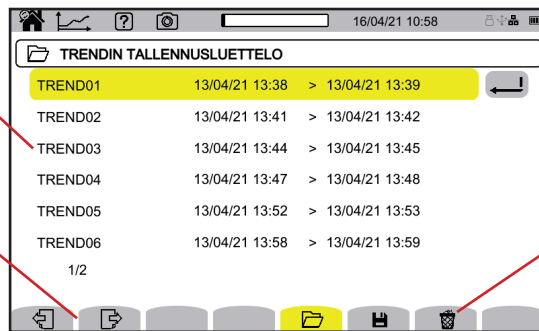 ? 16/04/21 10:58
TRENDIN TALLENNUSLUETTELO
TREND01 13/04/21 13:38 > 13/04/21 13:39
TREND02 13/04/21 13:41 > 13/04/21 13:42
TREND03 13/04/21 13:44 > 13/04/21 13:45
TREND04 13/04/21 13:47 > 13/04/21 13:48
TREND05 13/04/21 13:52 > 13/04/21 13:53
TREND06 13/04/21 13:58 > 13/04/21 13:59
1/2